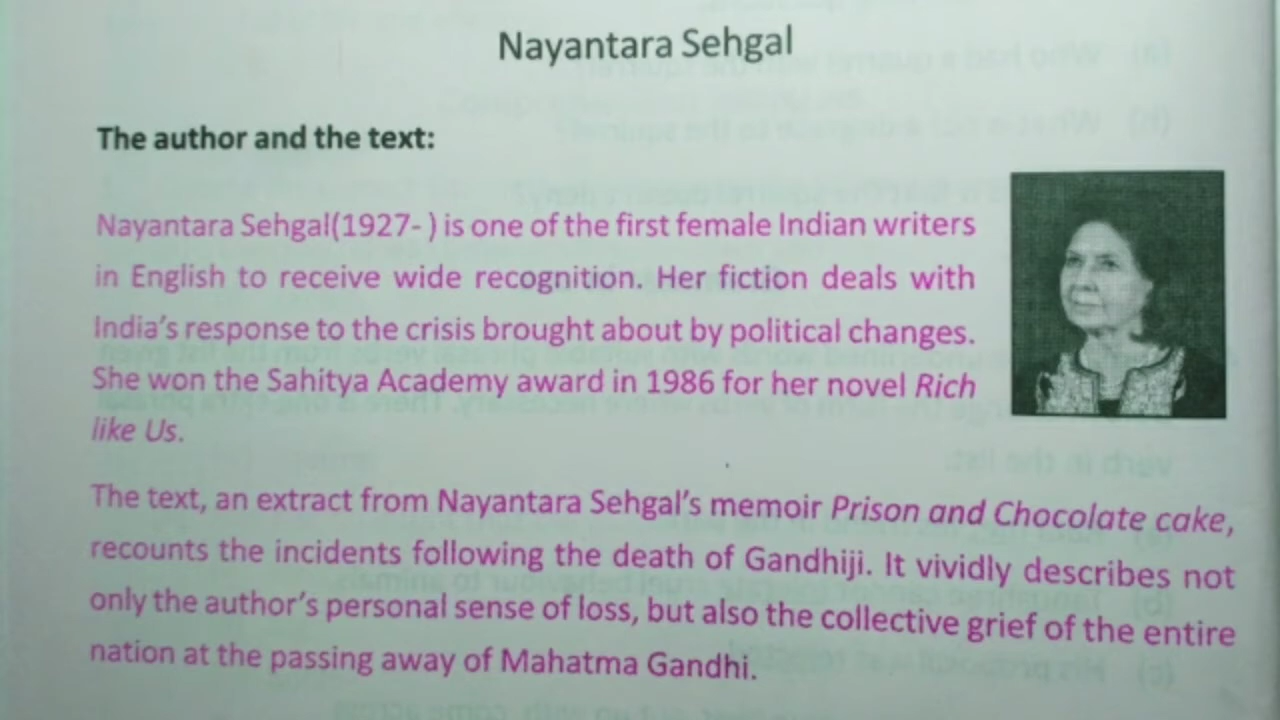 Nayantara Sehgal
The author and the text:
Nayantara Sehgal(1927- ) is one of the first female Indian writers
in English to receive wide recognition. Her fiction deals with
India's response to the crisis brought about by political changes.
She won the Sahitya Academy award in 1986 for her novel Rich
like Us.
The text, an extract from Nayantara Sehgal's memoir Prison and Chocolate cake,
recounts the incidents following the death of Gandhiji. It vividly describes not
only the author's personal sense of loss, but also the collective grief of the entire
nation at the passing away of Mahatma Gandhi.